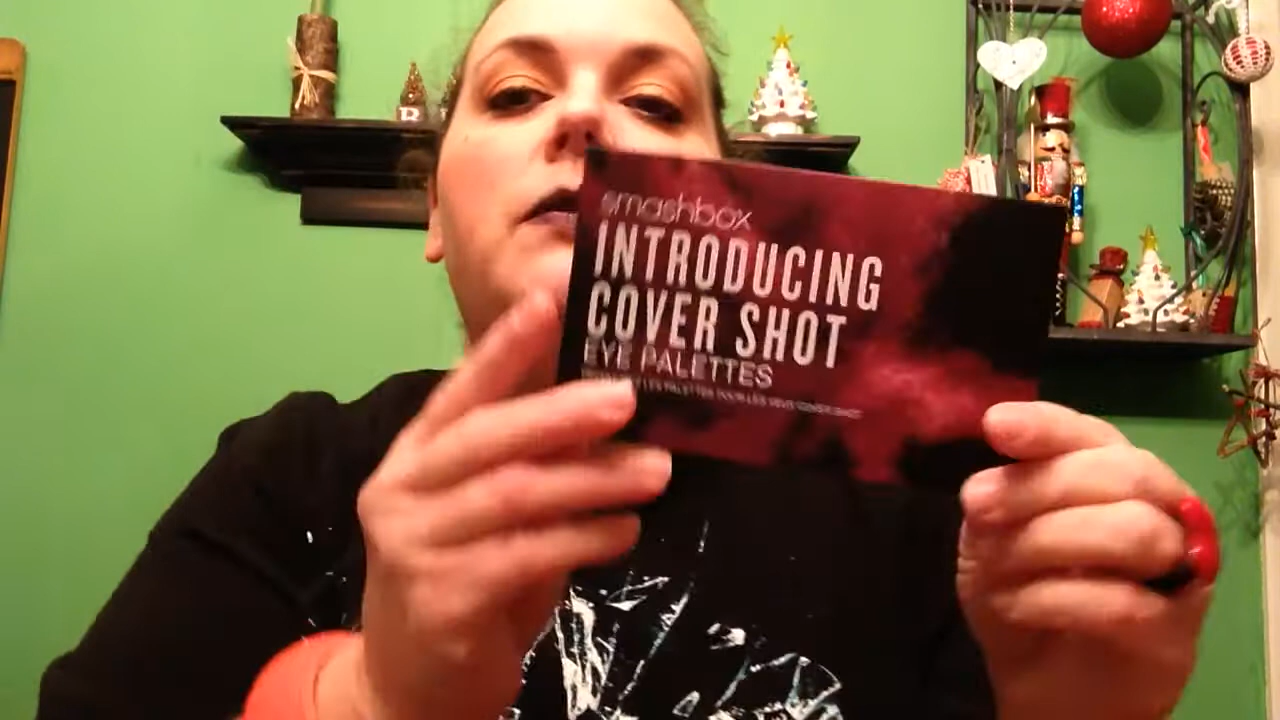 smashbox
INTRODUCING
COVER SHOT
EYE PALETTES
R